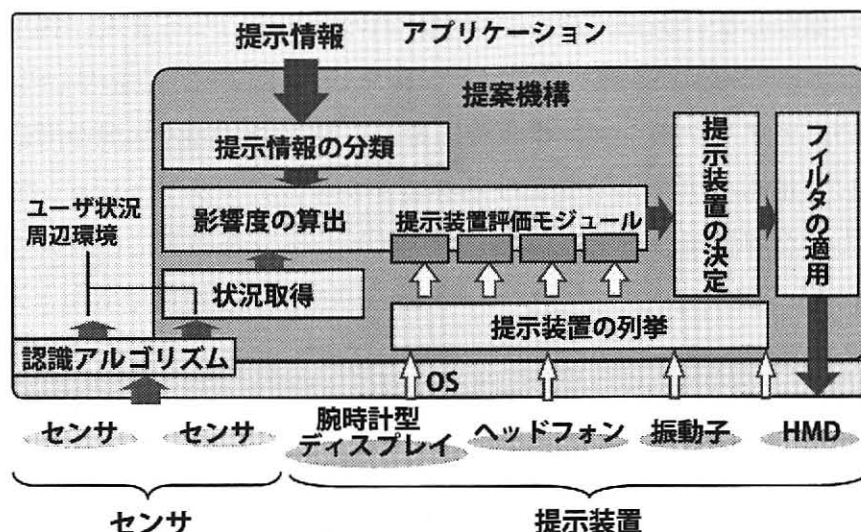 提示情報
アプリケーション
提案機構
提示情報の分類
ユーザ状況
周辺環境
影響度の算出
提示装置評価モジュール
提示装置の決定
フィルタの適用
状況取得
提示装置の列挙
認識アルゴリズム
OS
センサ
センサ
腕時計型
ディスプレイ
ヘッドフォン
振動子
HMD
センサ
提示装置